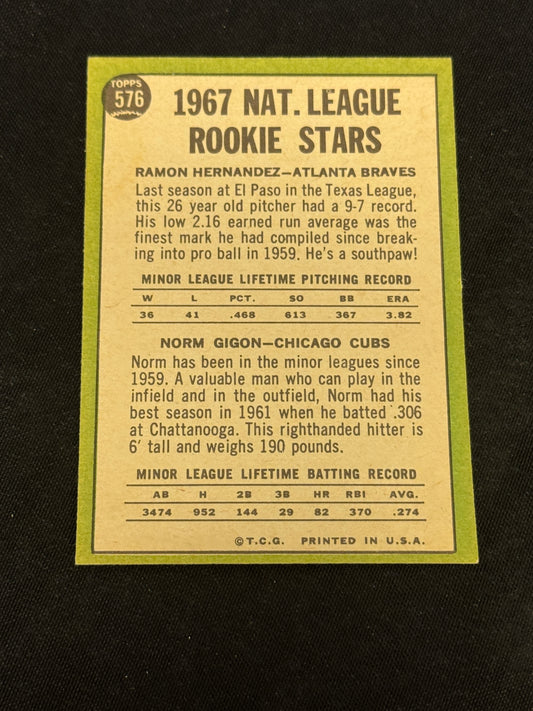 TOPPS
576
1967 NAT. LEAGUE
ROOKIE STARS
RAMON HERNANDEZ—ATLANTA BRAVES
Last season at El Paso in the Texas League,
this 26 year old pitcher had a 9-7 record.
His low 2.16 earned run average was the
finest mark he had compiled since break-
ing into pro ball in 1959. He's a southpaw!
MINOR LEAGUE LIFETIME PITCHING RECORD
W L PCT. SO BB ERA
36 41 .468 613 367 3.82
NORM GIGON—CHICAGO CUBS
Norm has been in the minor leagues since
1959. A valuable man who can play in the
infield and in the outfield, Norm had his
best season in 1961 when he batted .306
at Chattanooga. This righthanded hitter is
6' tall and weighs 190 pounds.
MINOR LEAGUE LIFETIME BATTING RECORD
AB H 2B 3B HR RBI AVG.
3474 952 144 29 82 370 .274
©T.C.G. PRINTED IN U.S.A.